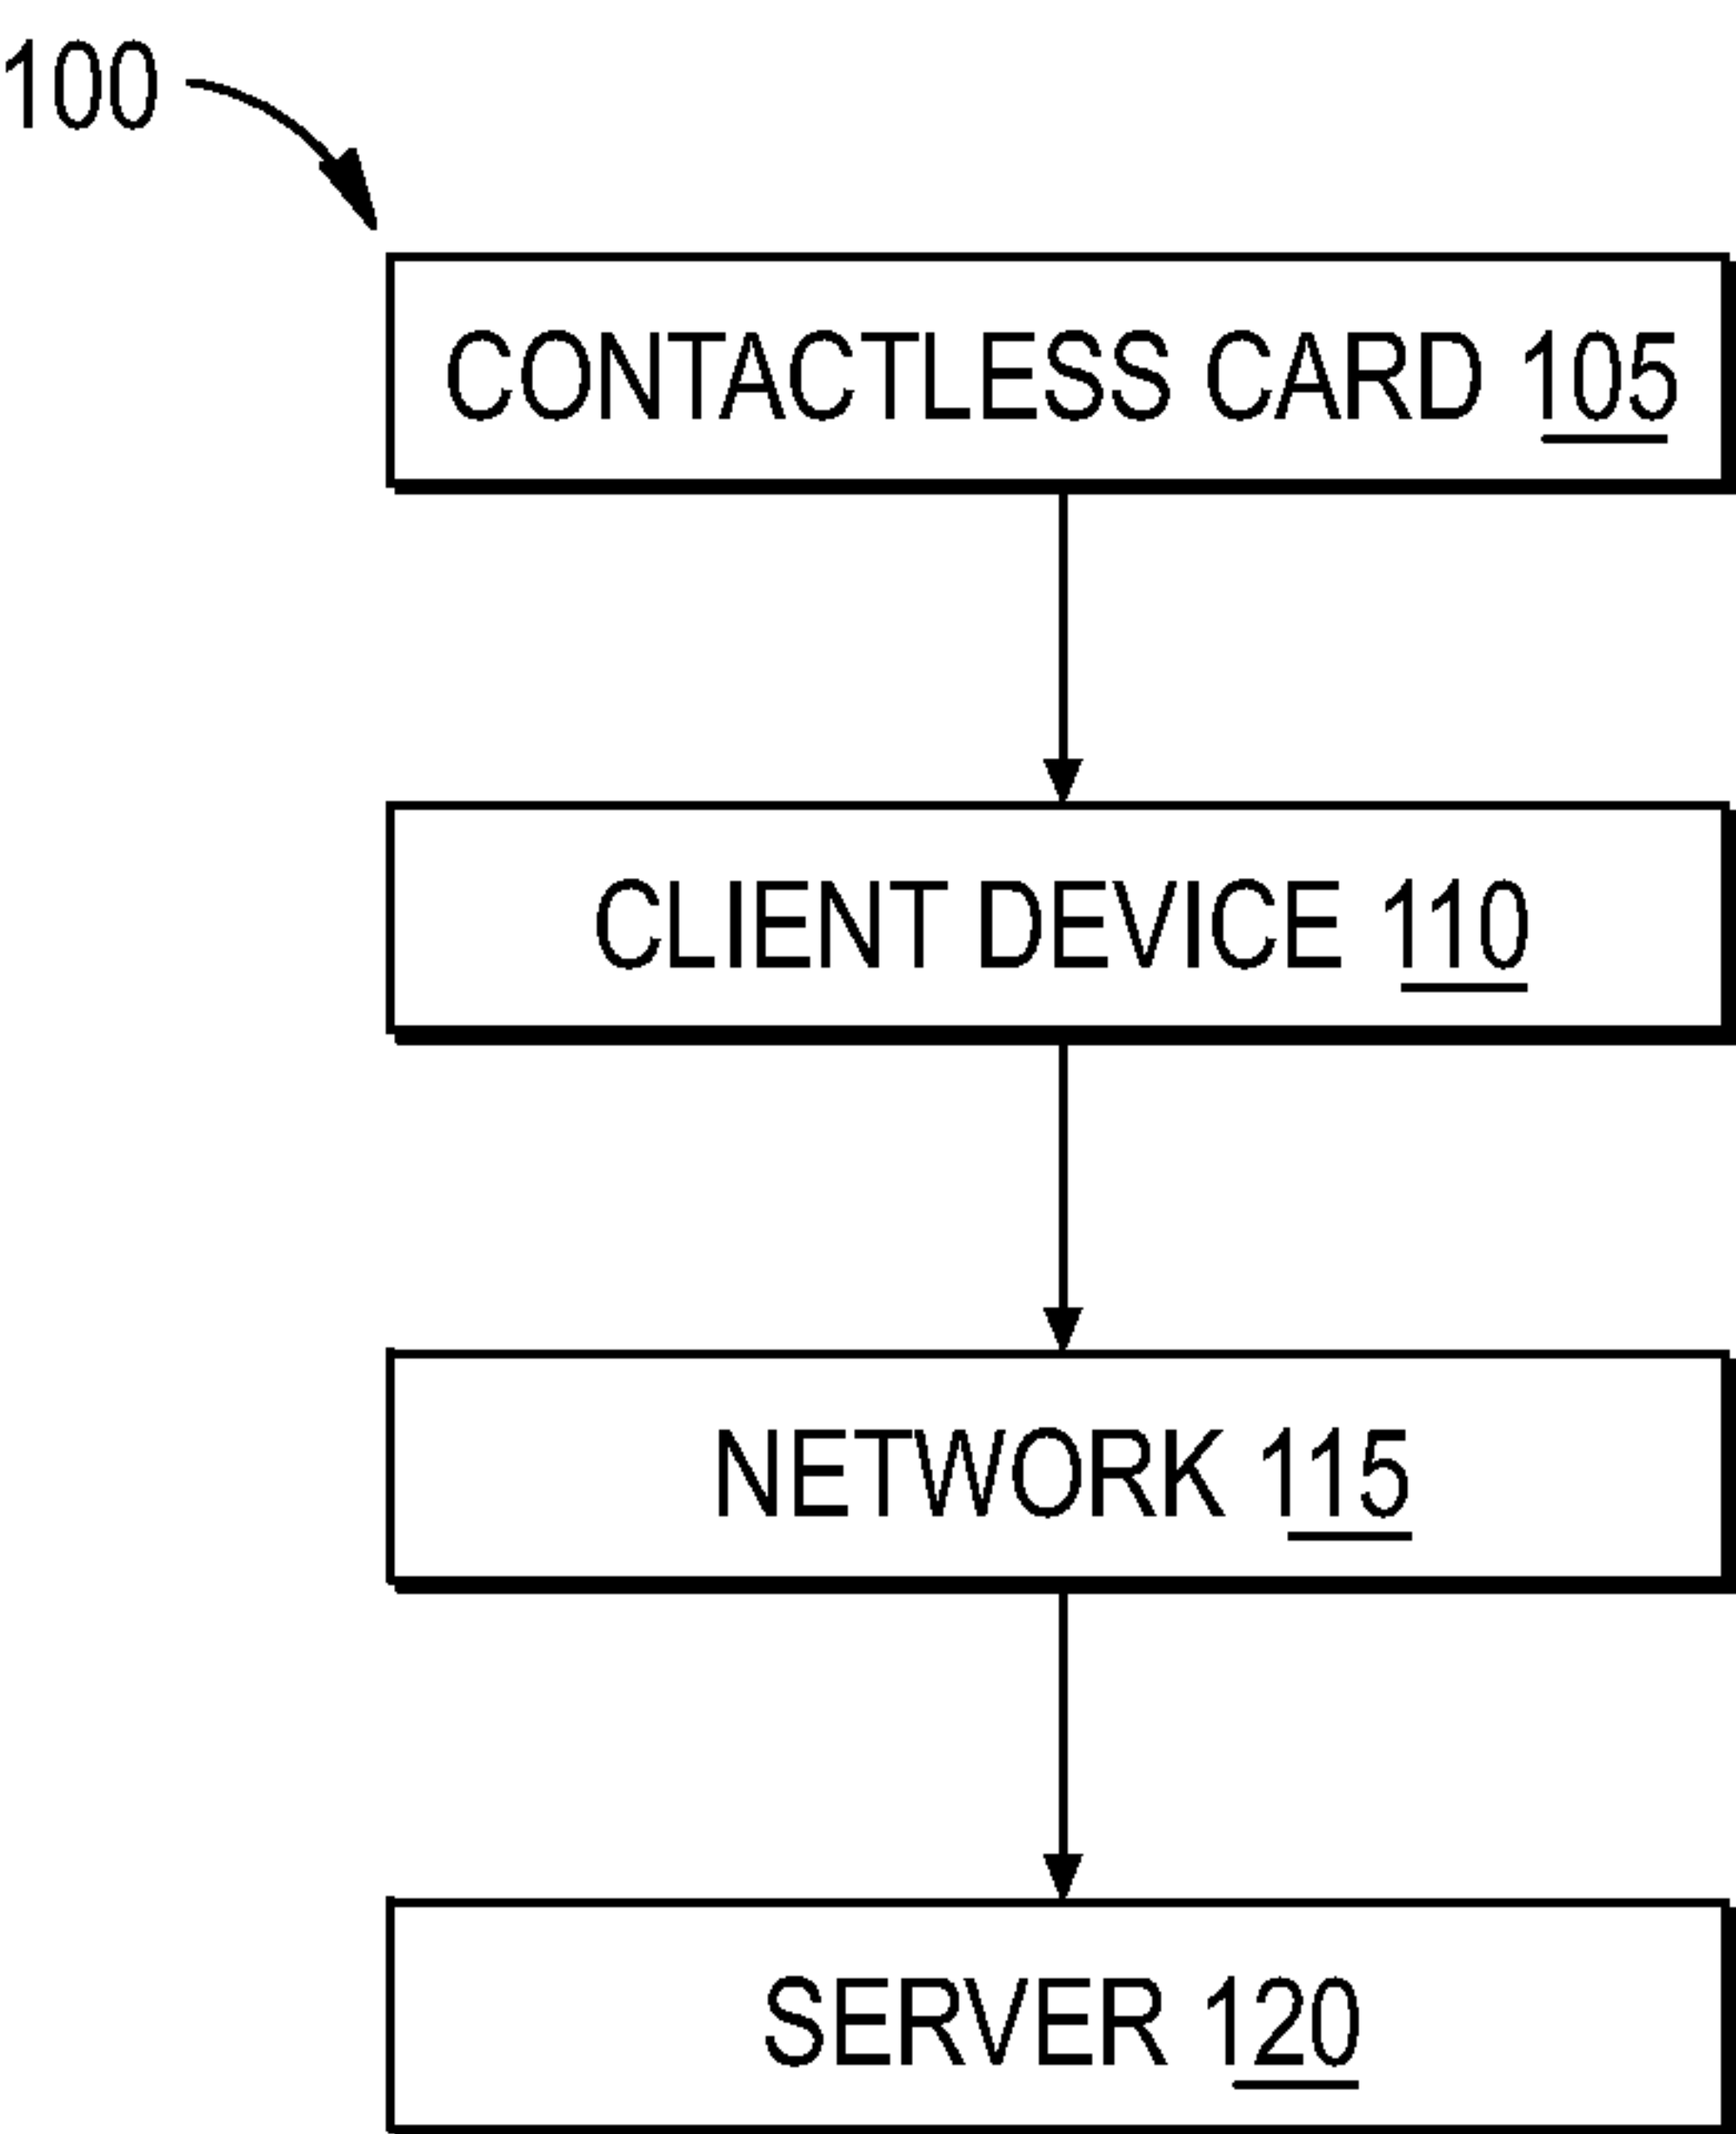 100
CONTACTLESS CARD 105
CLIENT DEVICE 110
NETWORK 115
SERVER 120